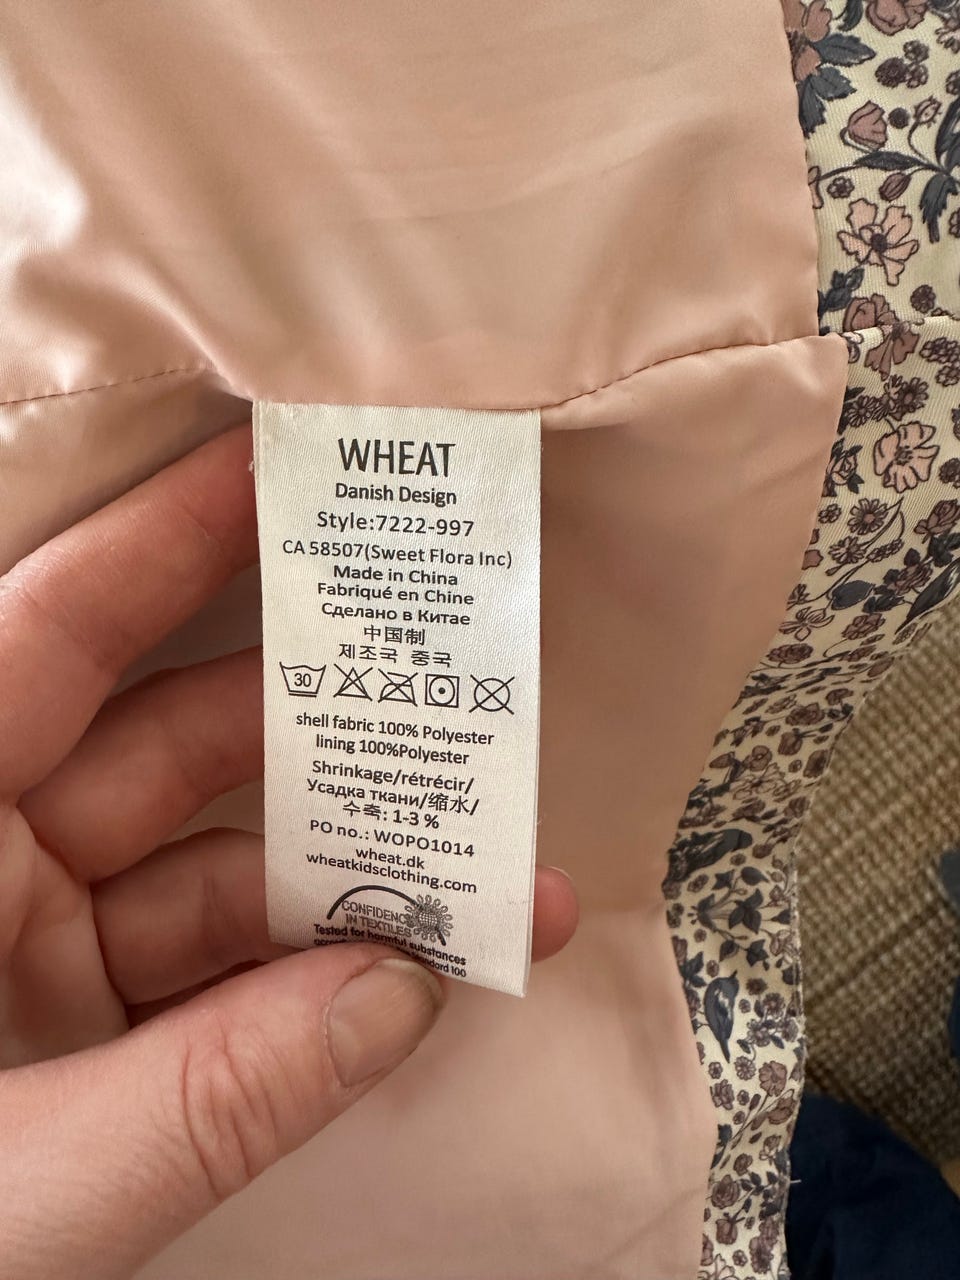 WHEAT
Danish Design
Style:7222-997
CA 58507(Sweet Flora Inc)
Made in China
Fabriqué en Chine
Сделано в Китае
中国制
제조국 중국
30
shell fabric 100% Polyester
lining 100%Polyester
Shrinkage/rétrécir/
Усадка ткани/缩水/
수축: 1-3 %
PO no.: WOPO1014
wheat.dk
wheatkidsclothing.com
CONFIDENCE
IN TEXTILES
Tested for harmful substances
Standard 100